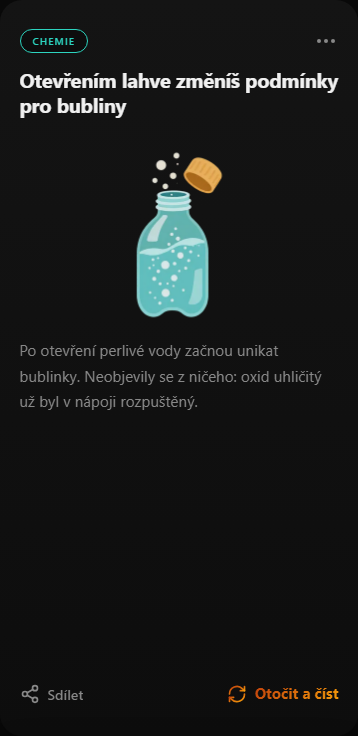 CHEMIE
Otevřením lahve změníš podmínky
pro bubliny
Po otevření perlivé vody začnou unikat
bublinky. Neobjevily se z ničeho: oxid uhličitý
už byl v nápoji rozpuštěný.
Sdílet
Otočit a číst